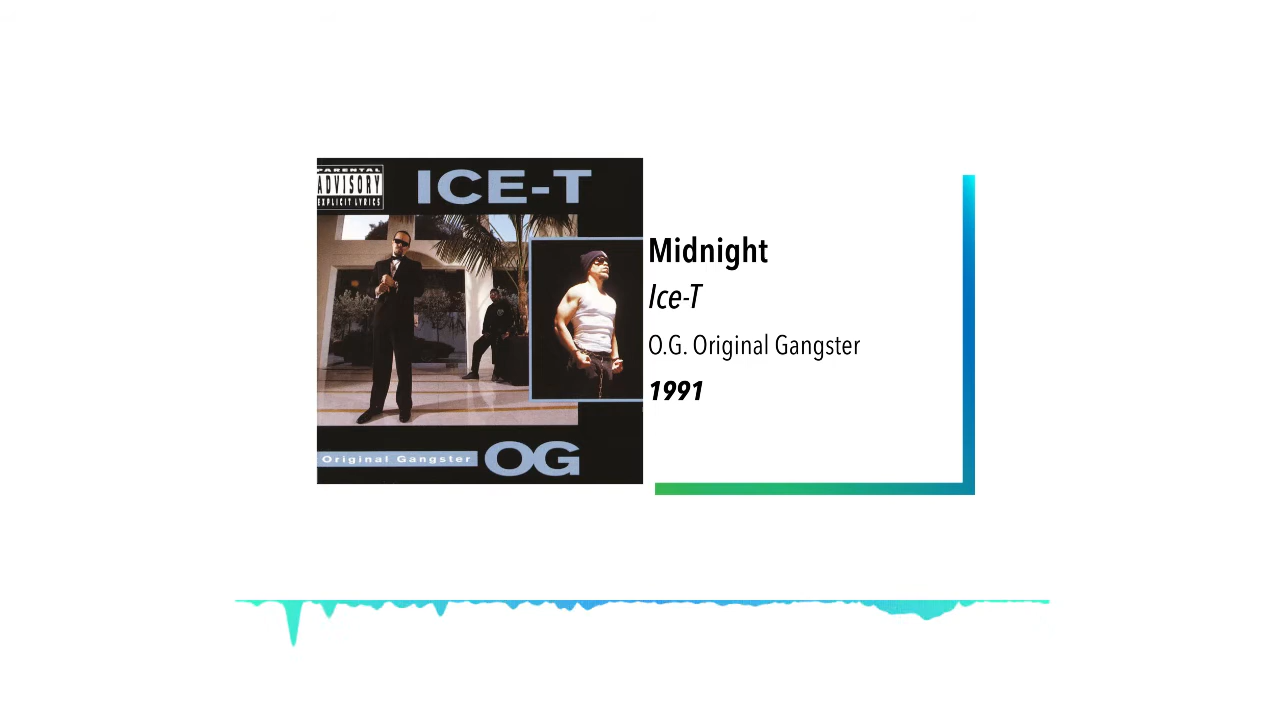 PARENTAL
ADVISORY
EXPLICIT LYRICS
ICE-T
Original Gangster
OG
Midnight
Ice-T
O.G. Original Gangster
1991